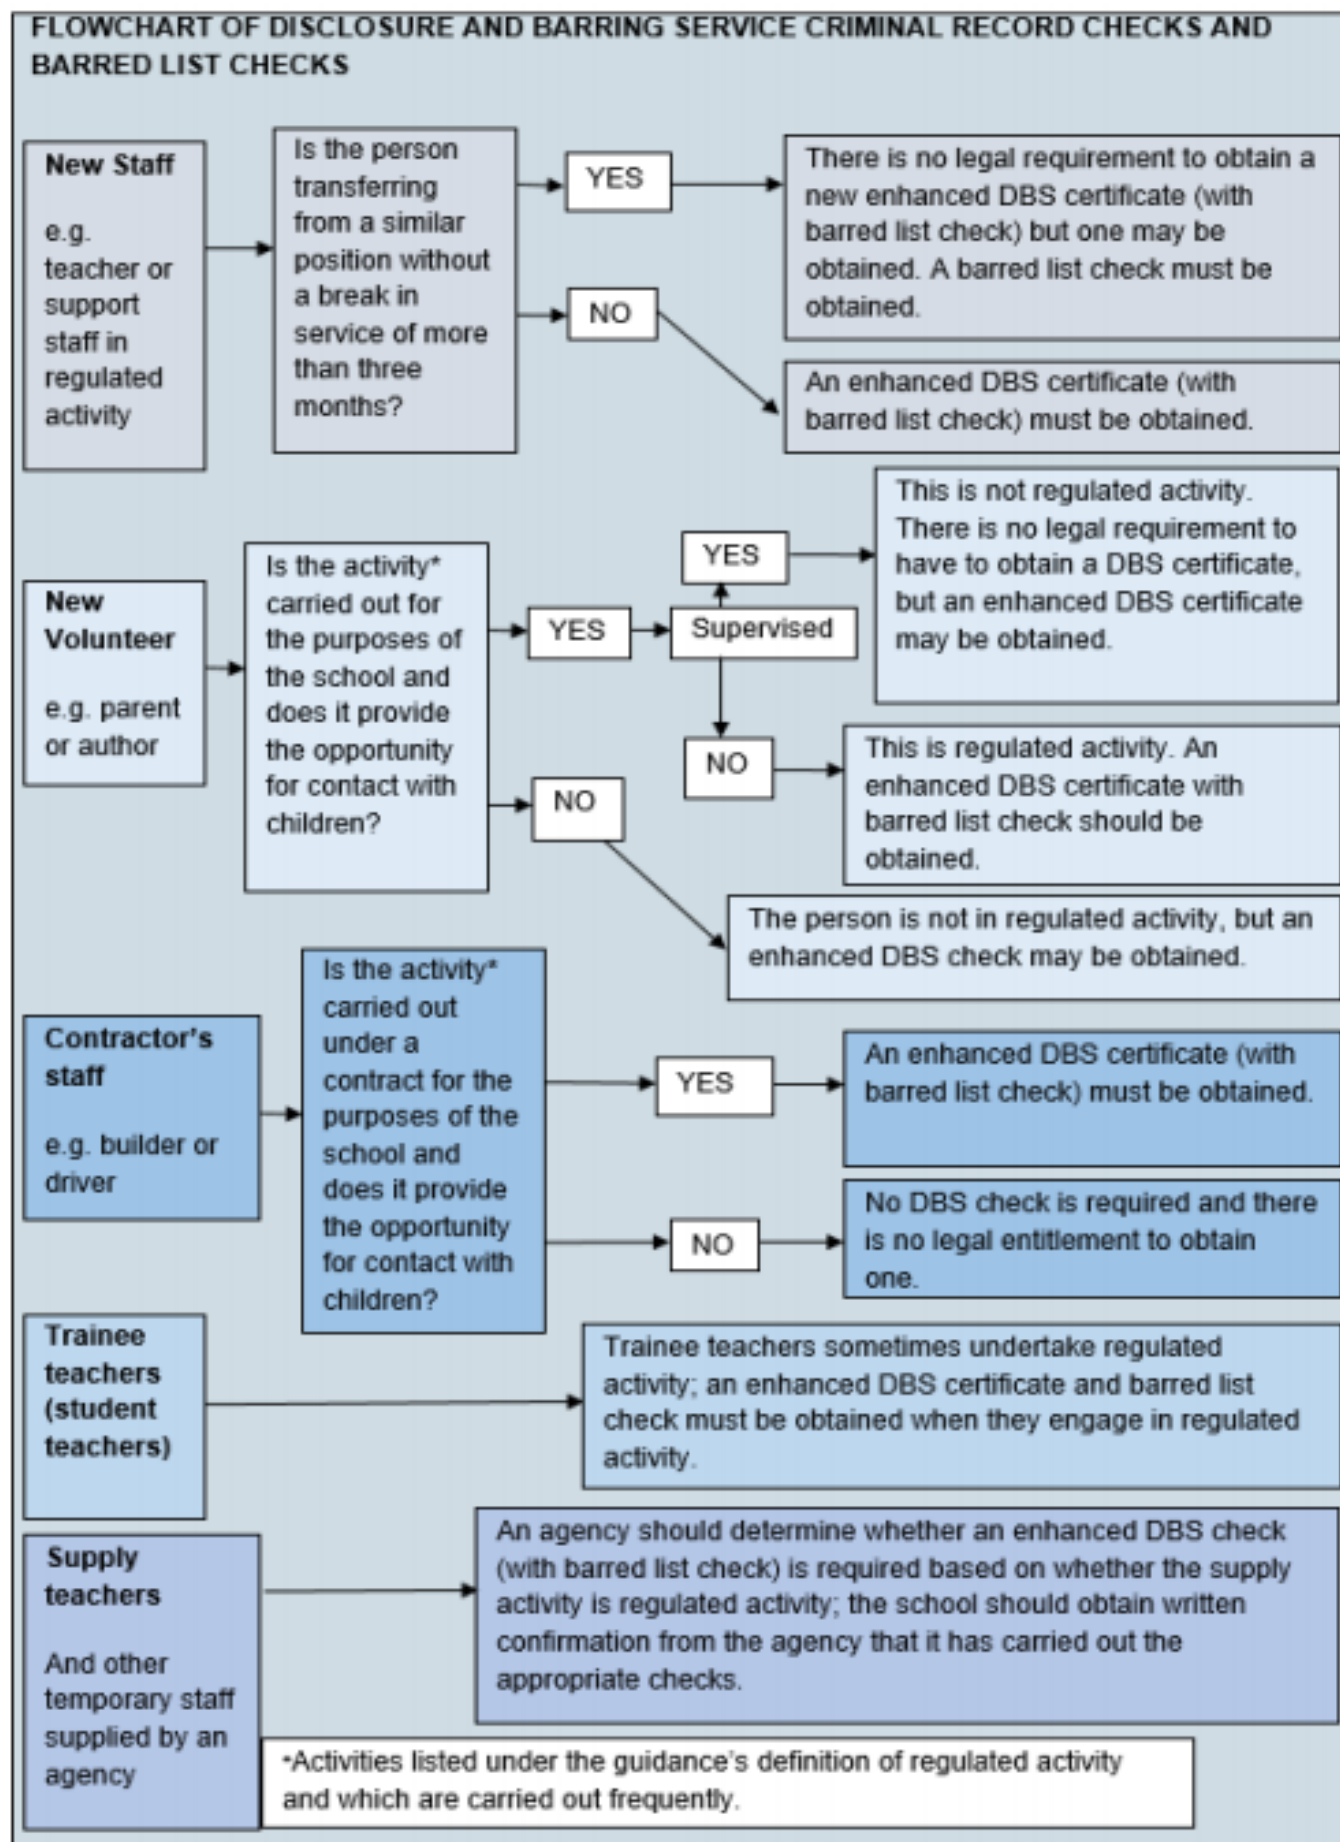 FLOWCHART OF DISCLOSURE AND BARRING SERVICE CRIMINAL RECORD CHECKS AND
BARRED LIST CHECKS
New Staff
e.g.
teacher or
support
staff in
regulated
activity
Is the person
transferring
from a similar
position without
a break in
service of more
than three
months?
YES
There is no legal requirement to obtain a
new enhanced DBS certificate (with
barred list check) but one may be
obtained. A barred list check must be
obtained.
NO
An enhanced DBS certificate (with
barred list check) must be obtained.
New
Volunteer
e.g. parent
or author
Is the activity*
carried out for
the purposes of
the school and
does it provide
the opportunity
for contact with
children?
YES
Supervised
YES
This is not regulated activity.
There is no legal requirement to
have to obtain a DBS certificate,
but an enhanced DBS certificate
may be obtained.
NO
This is regulated activity. An
enhanced DBS certificate with
barred list check should be
obtained.
NO
The person is not in regulated activity, but an
enhanced DBS check may be obtained.
Contractor's
staff
e.g. builder or
driver
Is the activity*
carried out
under a
contract for the
purposes of the
school and
does it provide
the opportunity
for contact with
children?
YES
An enhanced DBS certificate (with
barred list check) must be obtained.
NO
No DBS check is required and there
is no legal entitlement to obtain
one.
Trainee
teachers
(student
teachers)
Trainee teachers sometimes undertake regulated
activity; an enhanced DBS certificate and barred list
check must be obtained when they engage in regulated
activity.
Supply
teachers
And other
temporary staff
supplied by an
agency
An agency should determine whether an enhanced DBS check
(with barred list check) is required based on whether the supply
activity is regulated activity; the school should obtain written
confirmation from the agency that it has carried out the
appropriate checks.
*Activities listed under the guidance's definition of regulated activity
and which are carried out frequently.